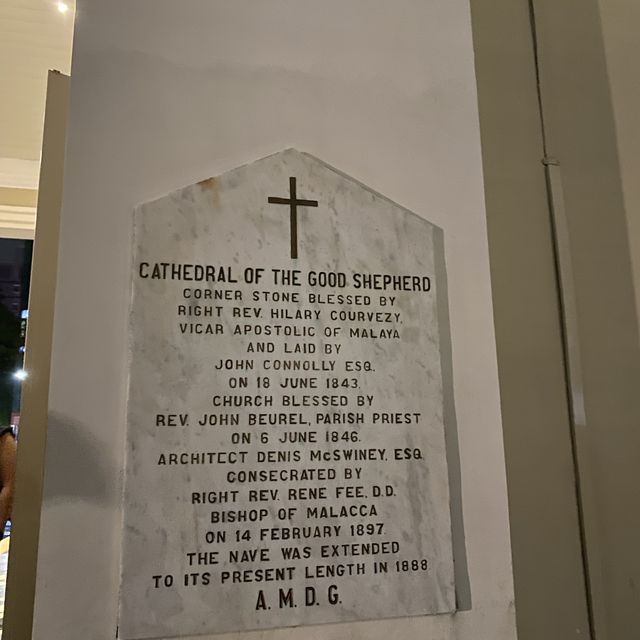 CATHEDRAL OF THE GOOD SHEPHERD
CORNER STONE BLESSED BY
RIGHT REV. HILARY COURVEZY,
VICAR APOSTOLIC OF MALAYA
AND LAID BY
JOHN CONNOLLY ESQ.
ON 18 JUNE 1843.
CHURCH BLESSED BY
REV. JOHN BEUREL, PARISH PRIEST
ON 6 JUNE 1846.
ARCHITECT DENIS McSWINEY, ESQ.
CONSECRATED BY
RIGHT REV. RENE FEE, D.D.
BISHOP OF MALACCA
ON 14 FEBRUARY 1897.
THE NAVE WAS EXTENDED
TO ITS PRESENT LENGTH IN 1888
A. M. D. G.